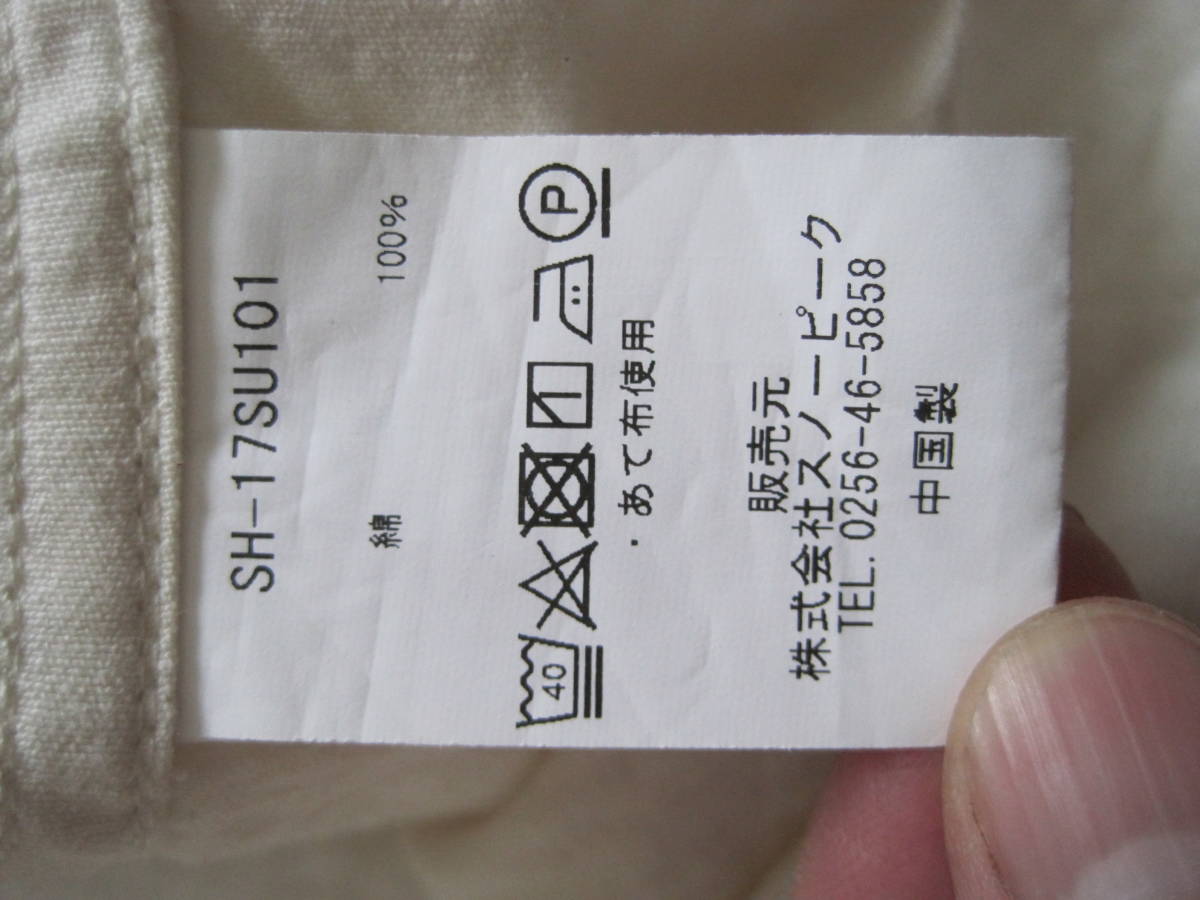 SH-17SU101
綿 100%
40 P
・あて布使用
販売元
株式会社スノーピーク
TEL. 0256-46-5858
中国製